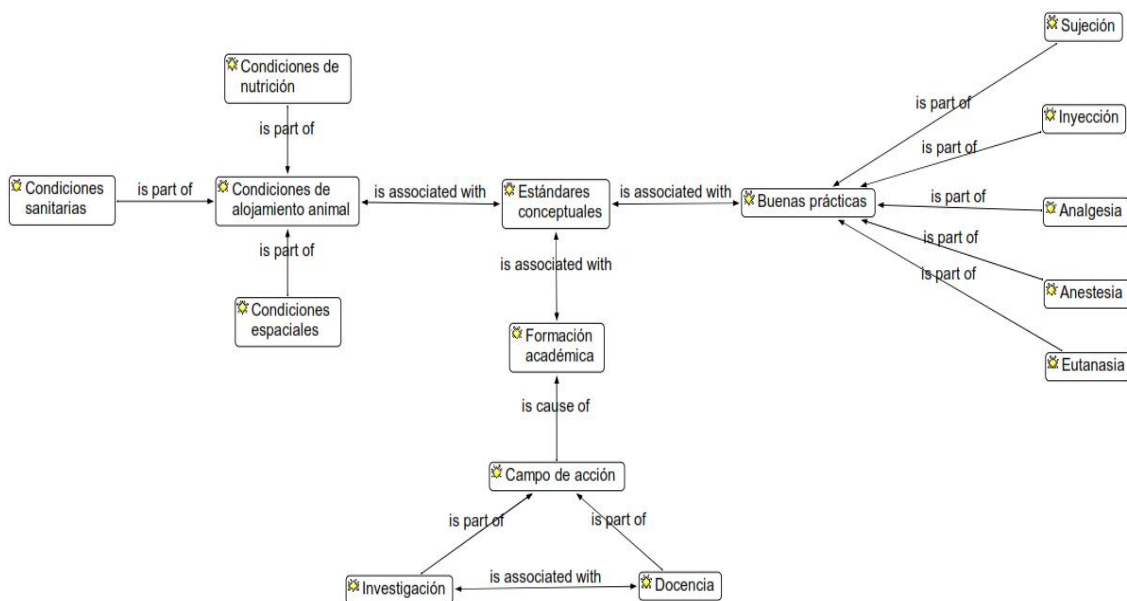 Sujeción
Condiciones de
nutrición
is part of
is part of
Inyección
is part of
Condiciones
sanitarias
is part of
Condiciones de
alojamiento animal
is associated with
Estándares
conceptuales
is associated with
Buenas prácticas
is part of
Analgesia
is part of
is part of
is associated with
is part of
Anestesia
Condiciones
espaciales
Formación
académica
Eutanasia
is cause of
Campo de acción
is part of
is part of
Investigación
is associated with
Docencia